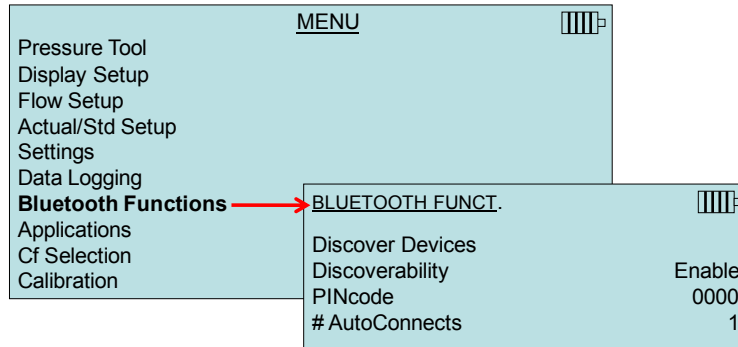 MENU
Pressure Tool
Display Setup
Flow Setup
Actual/Std Setup
Settings
Data Logging
Bluetooth Functions
Applications
Cf Selection
Calibration
BLUETOOTH FUNCT.
Discover Devices
Discoverability Enable
PINcode 0000
# AutoConnects 1